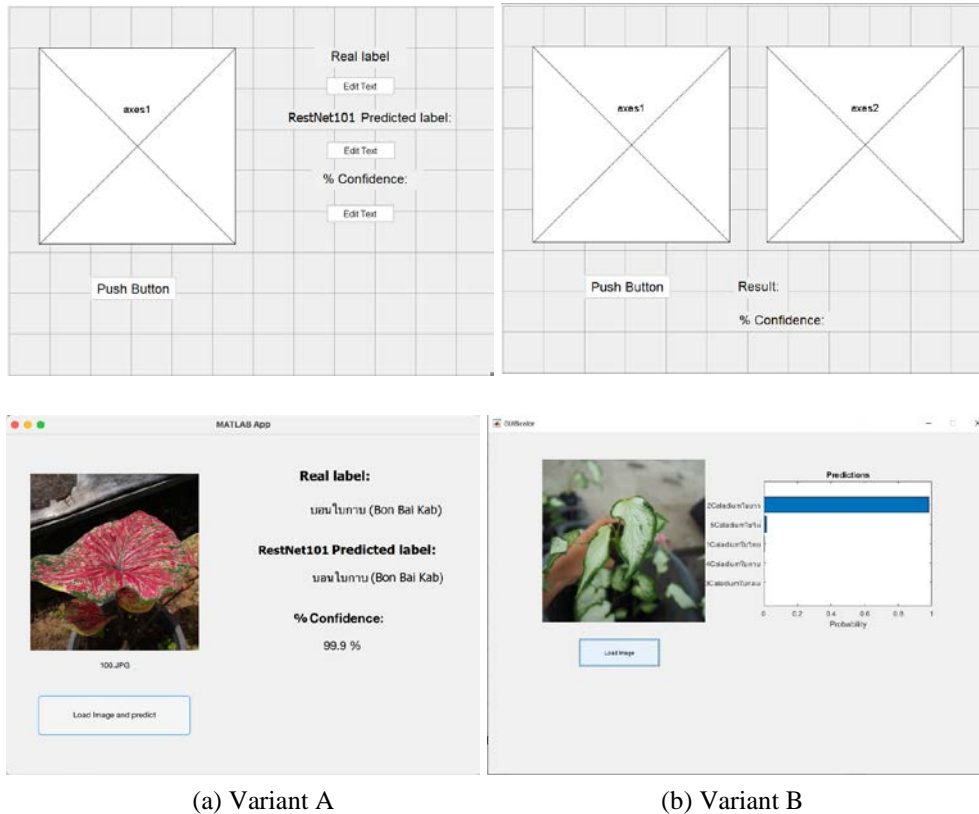 axes1
Real label
Edit Text
RestNet101 Predicted label:
Edit Text
% Confidence:
Edit Text
Push Button
axes1
axes2
Push Button
Result:
% Confidence:
MATLAB App
Real label:
บอนใบกาบ (Bon Bai Kab)
RestNet101 Predicted label:
บอนใบกาบ (Bon Bai Kab)
% Confidence:
99.9 %
100.JPG
Load Image and predict
Predictions
0 0.2 0.4 0.6 0.8 1
Probability
Load Image
(a) Variant A
(b) Variant B